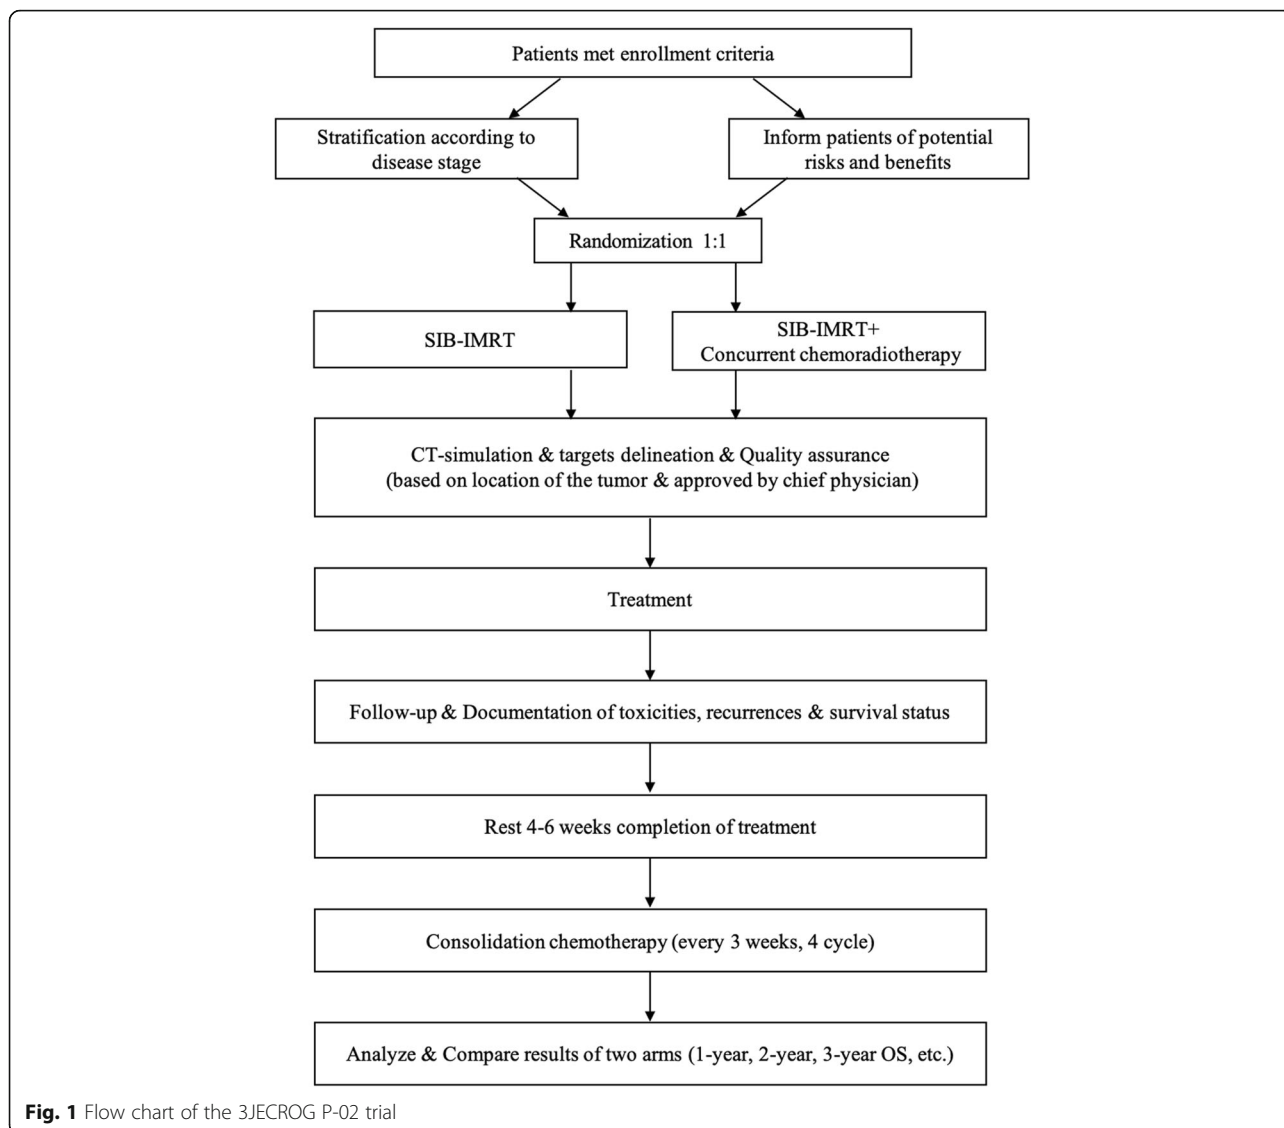 Patients met enrollment criteria
Stratification according to
disease stage
Inform patients of potential
risks and benefits
Randomization 1:1
SIB-IMRT
SIB-IMRT+
Concurrent chemoradiotherapy
CT-simulation & targets delineation & Quality assurance
(based on location of the tumor & approved by chief physician)
Treatment
Follow-up & Documentation of toxicities, recurrences & survival status
Rest 4-6 weeks completion of treatment
Consolidation chemotherapy (every 3 weeks, 4 cycle)
Analyze & Compare results of two arms (1-year, 2-year, 3-year OS, etc.)
Fig. 1 Flow chart of the 3JECROG P-02 trial